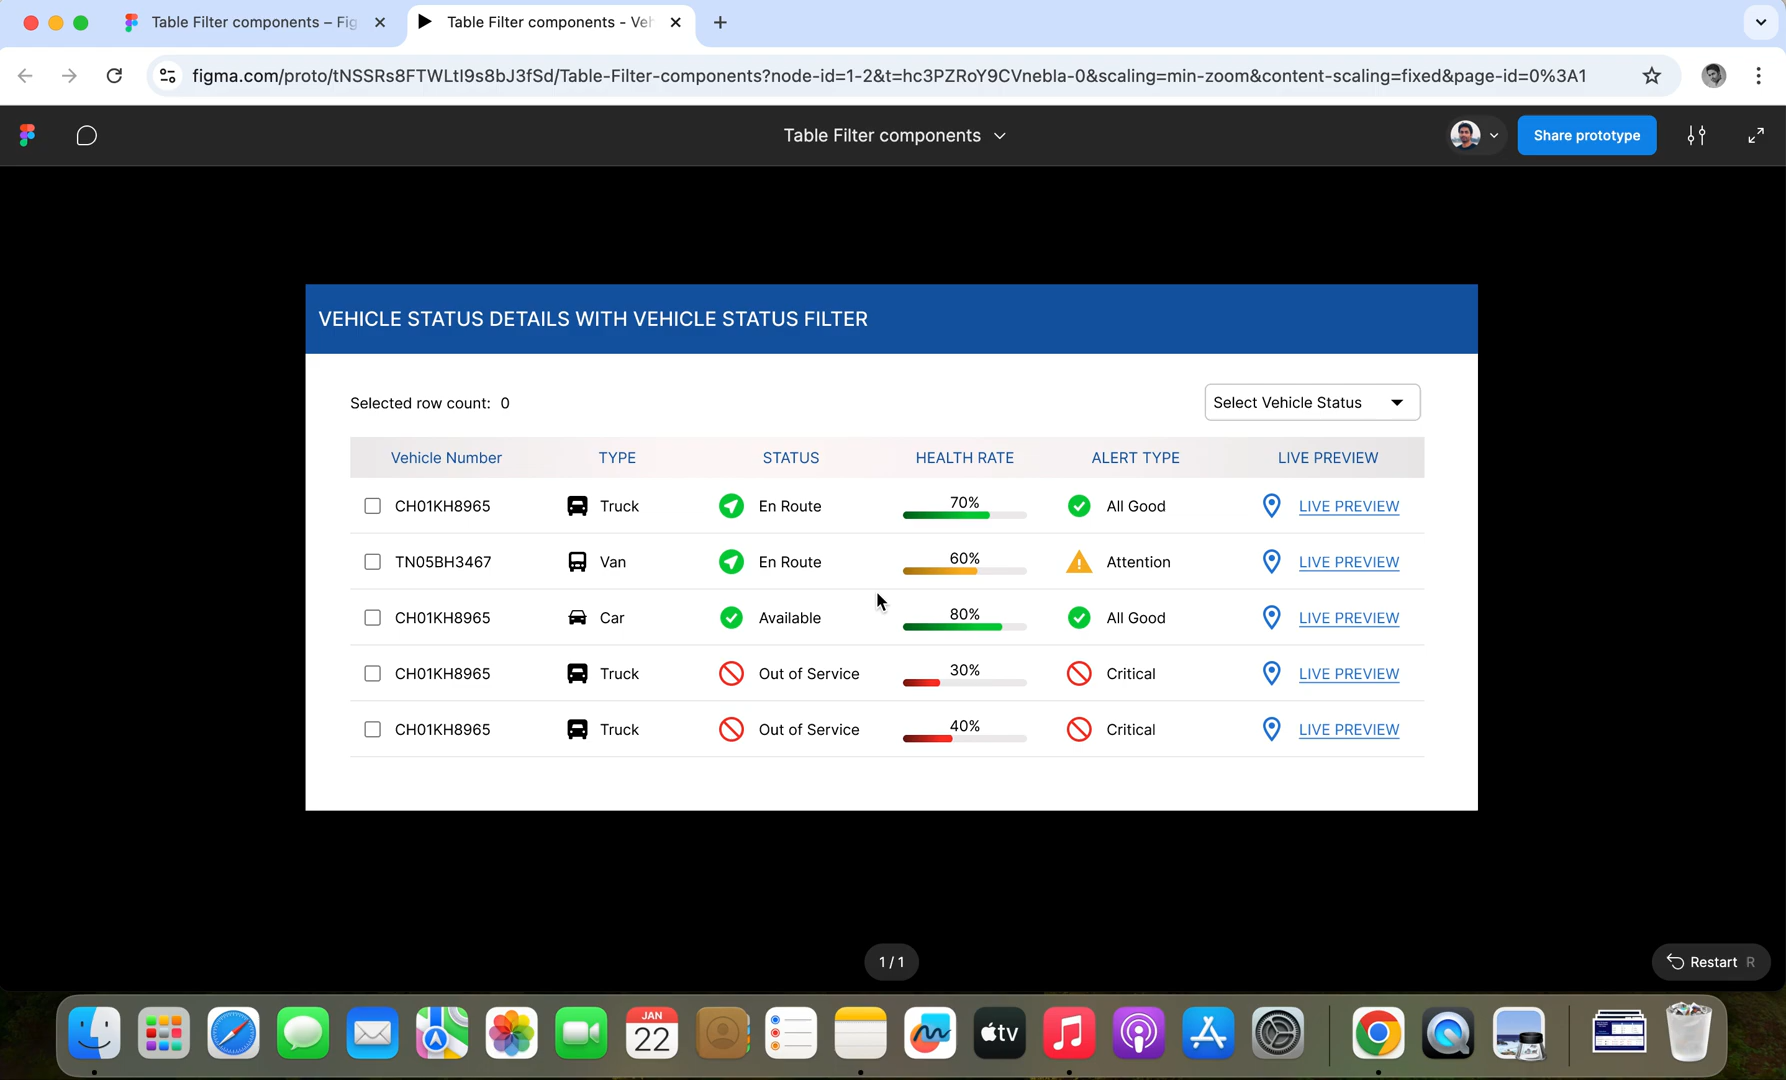 Table Filter components – Fig
Table Filter components - Veh
figma.com/proto/tNSSRs8FTWLtI9s8bJ3fSd/Table-Filter-components?node-id=1-2&t=hc3PZRoY9CVnebla-0&scaling=min-zoom&content-scaling=fixed&page-id=0%3A1
Table Filter components
Share prototype
VEHICLE STATUS DETAILS WITH VEHICLE STATUS FILTER
Selected row count: 0
Select Vehicle Status
Vehicle Number TYPE STATUS HEALTH RATE ALERT TYPE LIVE PREVIEW
CH01KH8965 Truck En Route 70% All Good LIVE PREVIEW
TN05BH3467 Van En Route 60% Attention LIVE PREVIEW
CH01KH8965 Car Available 80% All Good LIVE PREVIEW
CH01KH8965 Truck Out of Service 30% Critical LIVE PREVIEW
CH01KH8965 Truck Out of Service 40% Critical LIVE PREVIEW
1 / 1
Restart R
JAN
22
tv